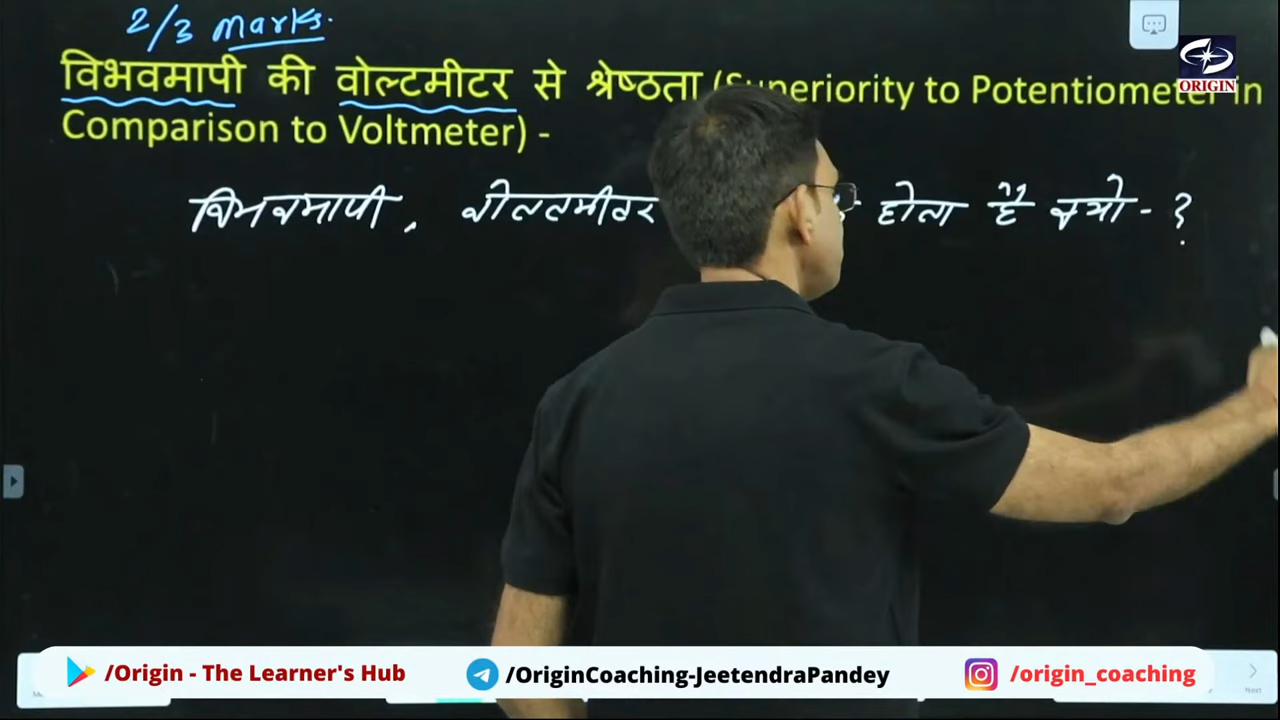 2/3 Marks.
विभवमापी की वोल्टमीटर से श्रेष्ठता (Superiority to Potentiometer in
Comparison to Voltmeter) -
विभवमापी, वोल्टमीटर होता है क्यो - ?
ORIGIN
/Origin - The Learner's Hub
/OriginCoaching-JeetendraPandey
/origin_coaching
Next